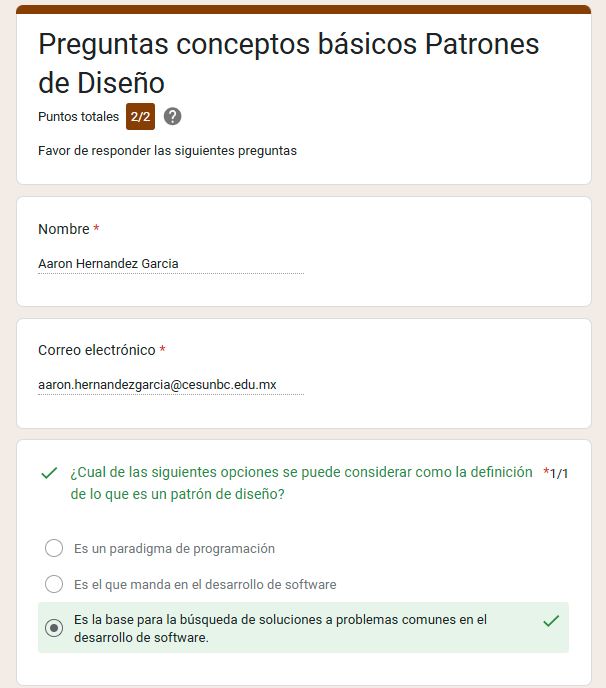 Preguntas conceptos básicos Patrones
de Diseño
Puntos totales 2/2 ?
Favor de responder las siguientes preguntas
Nombre *
Aaron Hernandez Garcia
Correo electrónico *
aaron.hernandezgarcia@cesunbc.edu.mx
¿Cual de las siguientes opciones se puede considerar como la definición *1/1
de lo que es un patrón de diseño?
Es un paradigma de programación
Es el que manda en el desarrollo de software
Es la base para la búsqueda de soluciones a problemas comunes en el
desarrollo de software.